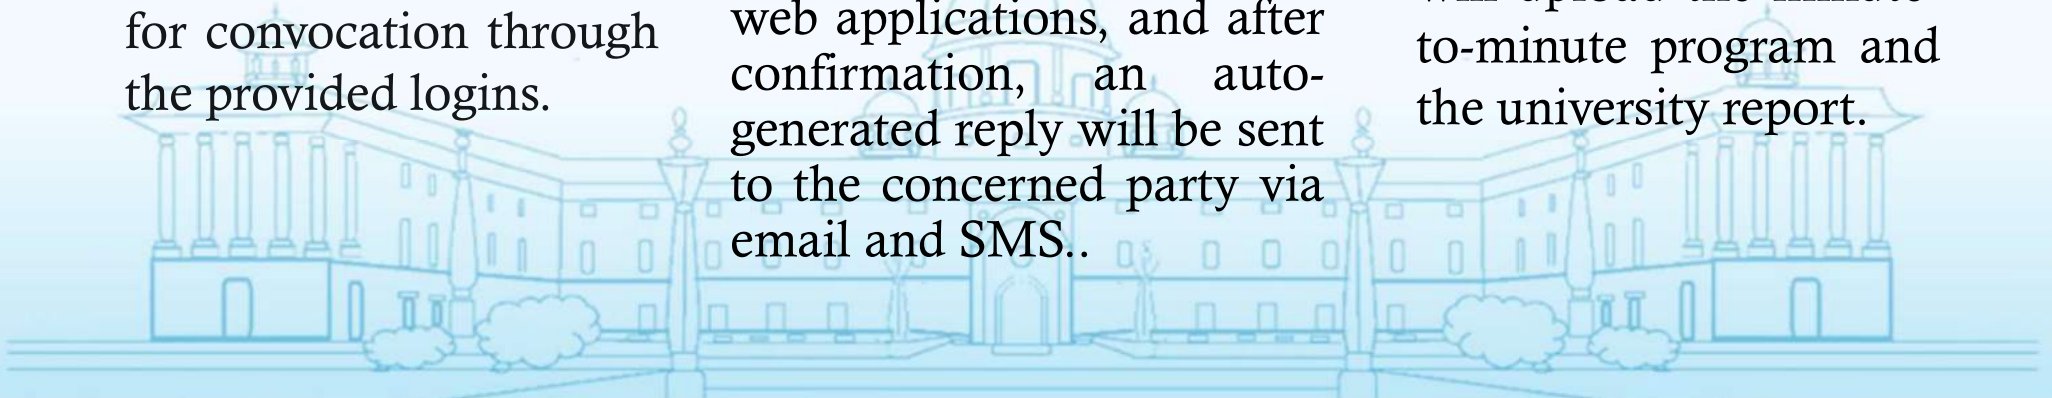 for convocation through
the provided logins.
web applications, and after
confirmation, an auto-
generated reply will be sent
to the concerned party via
email and SMS..
to-minute program and
the university report.